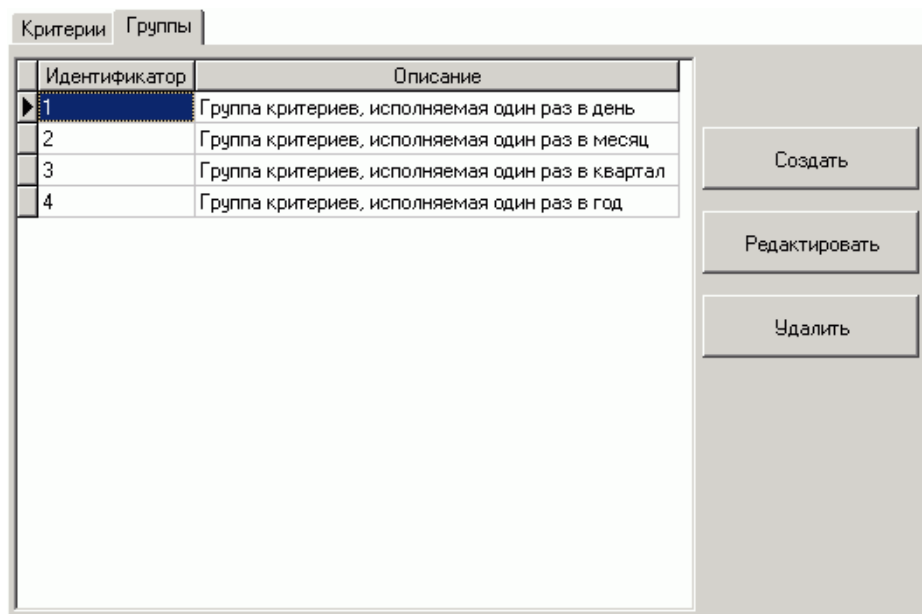 Критерии Группы
Идентификатор Описание
1 Группа критериев, исполняемая один раз в день
2 Группа критериев, исполняемая один раз в месяц
3 Группа критериев, исполняемая один раз в квартал
4 Группа критериев, исполняемая один раз в год
Создать
Редактировать
Удалить